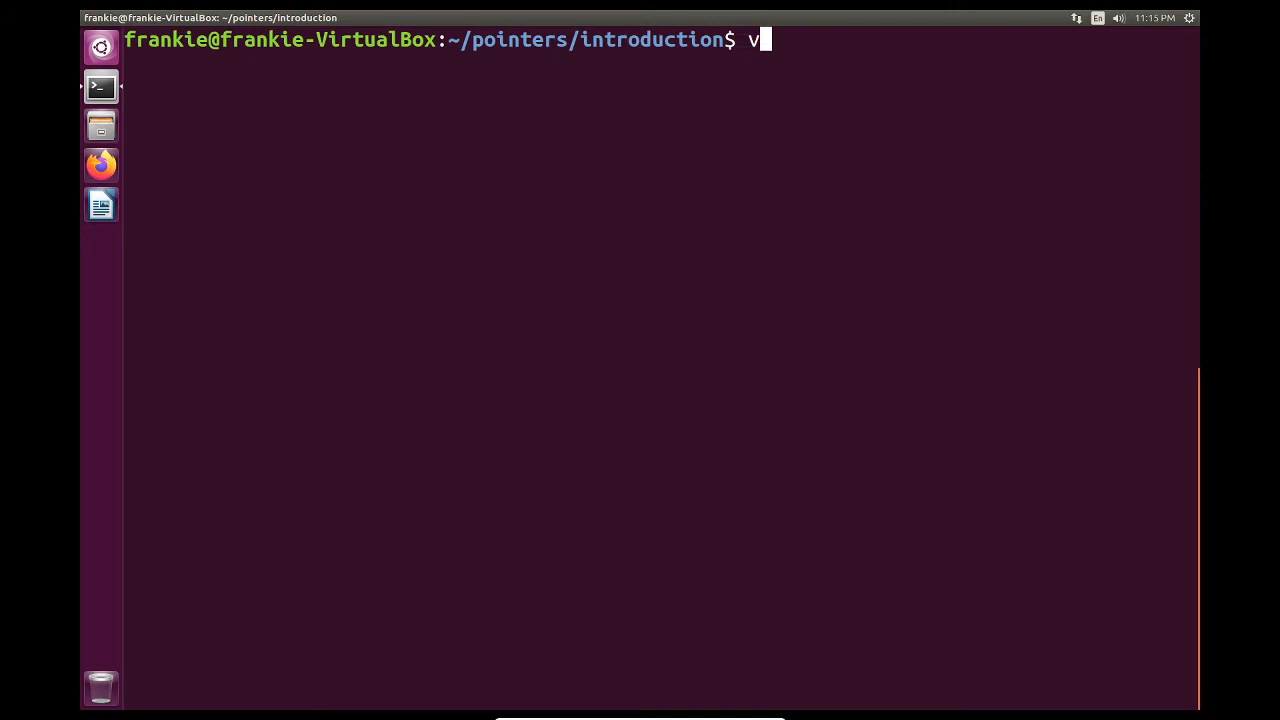 frankie@frankie-VirtualBox: ~/pointers/introduction
En
11:15 PM
frankie@frankie-VirtualBox:~/pointers/introduction$ v